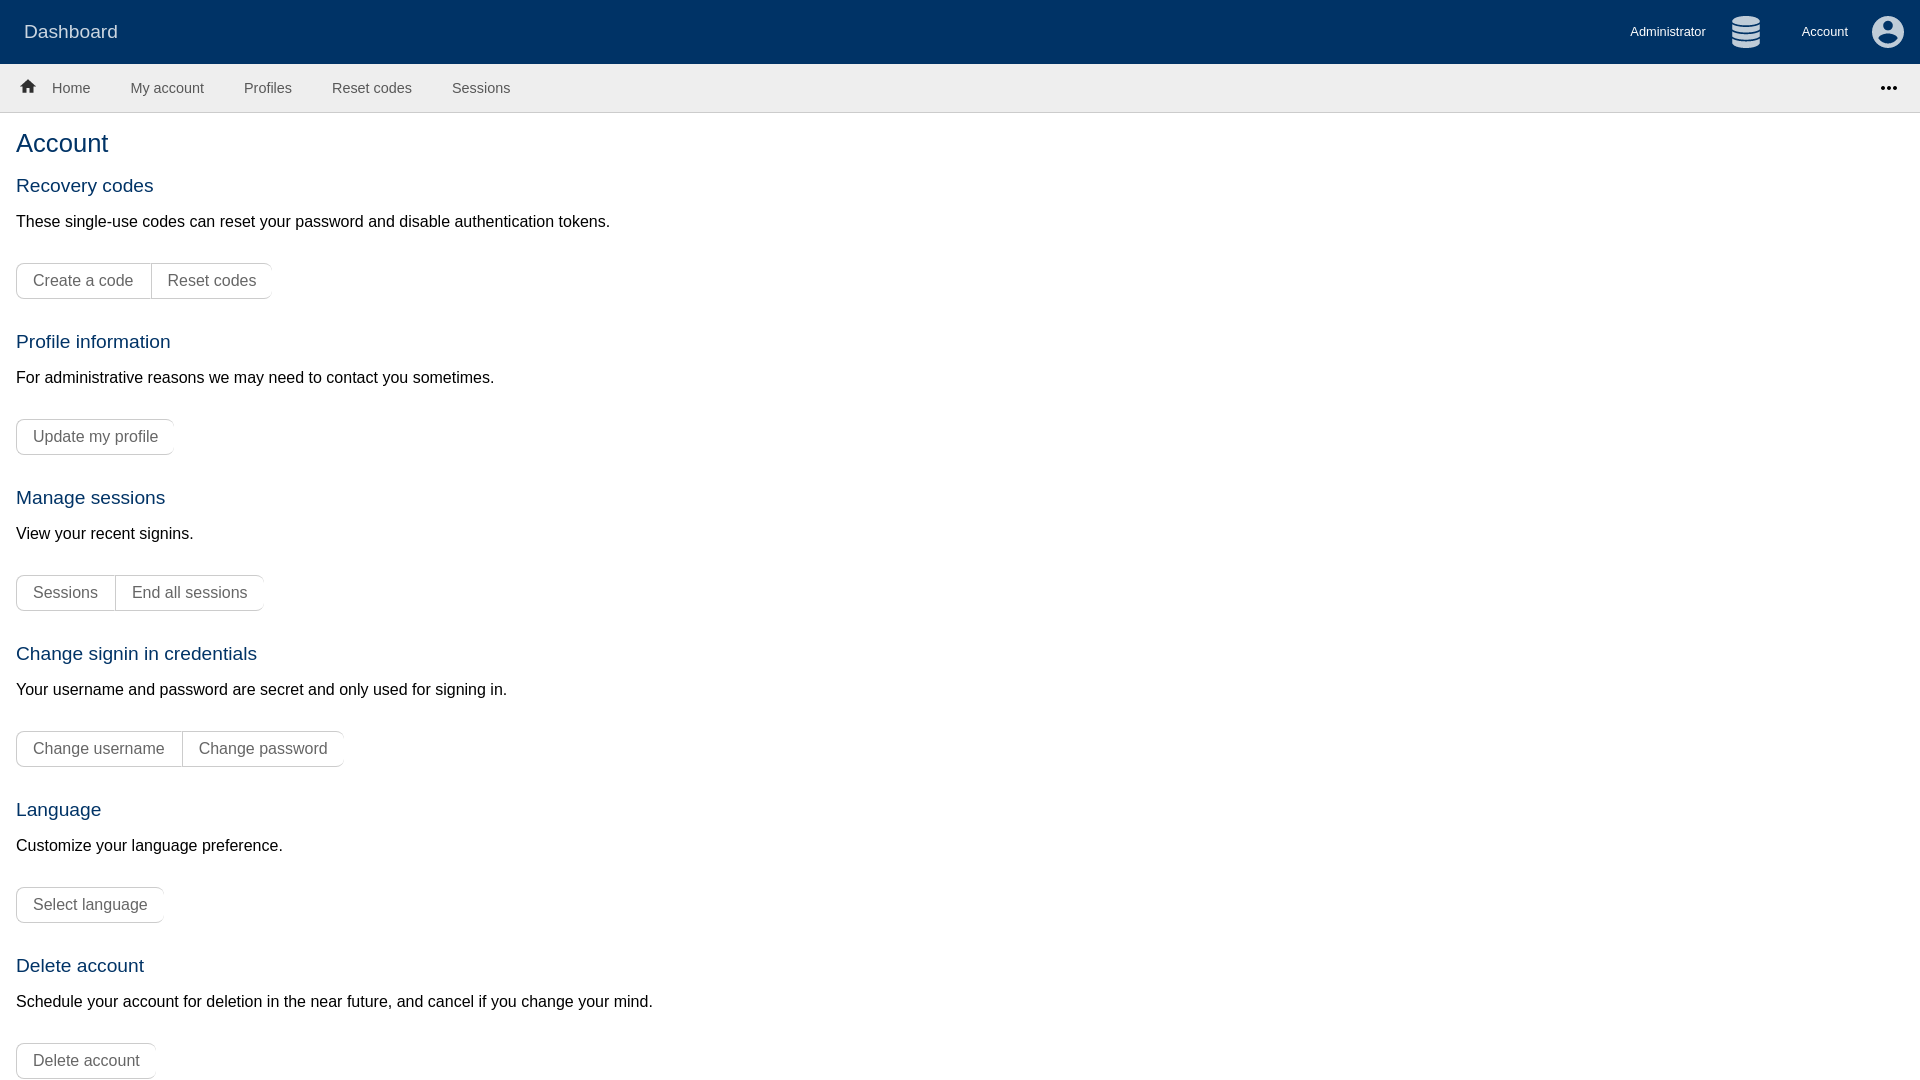 Dashboard
Administrator
Account
Home
My account
Profiles
Reset codes
Sessions
Account
Recovery codes
These single-use codes can reset your password and disable authentication tokens.
Create a code
Reset codes
Profile information
For administrative reasons we may need to contact you sometimes.
Update my profile
Manage sessions
View your recent signins.
Sessions
End all sessions
Change signin in credentials
Your username and password are secret and only used for signing in.
Change username
Change password
Language
Customize your language preference.
Select language
Delete account
Schedule your account for deletion in the near future, and cancel if you change your mind.
Delete account